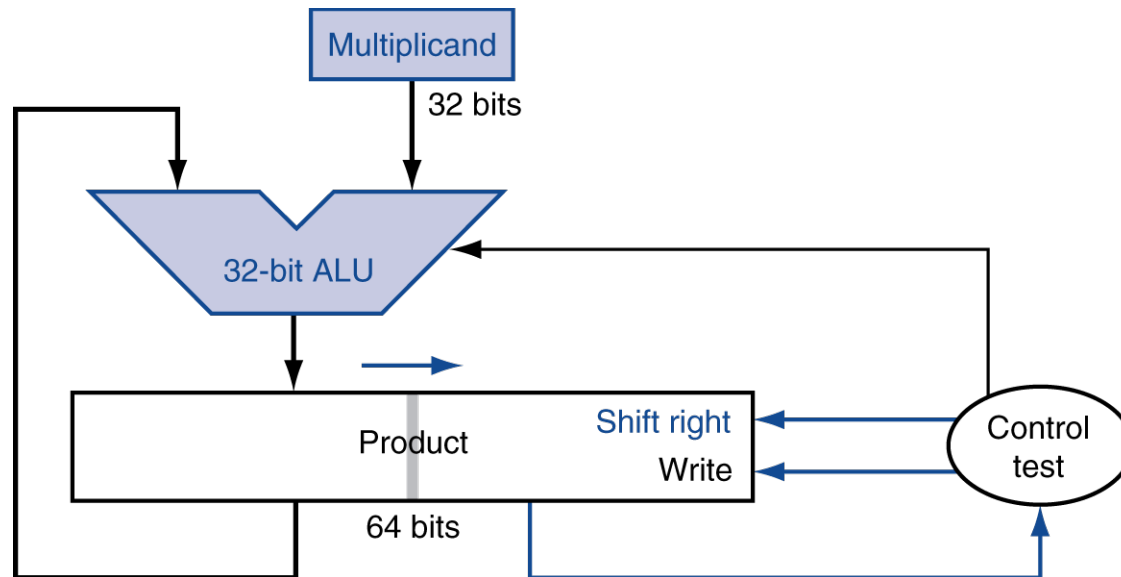 Multiplicand
32 bits
32-bit ALU
Product
Shift right
Write
64 bits
Control
test